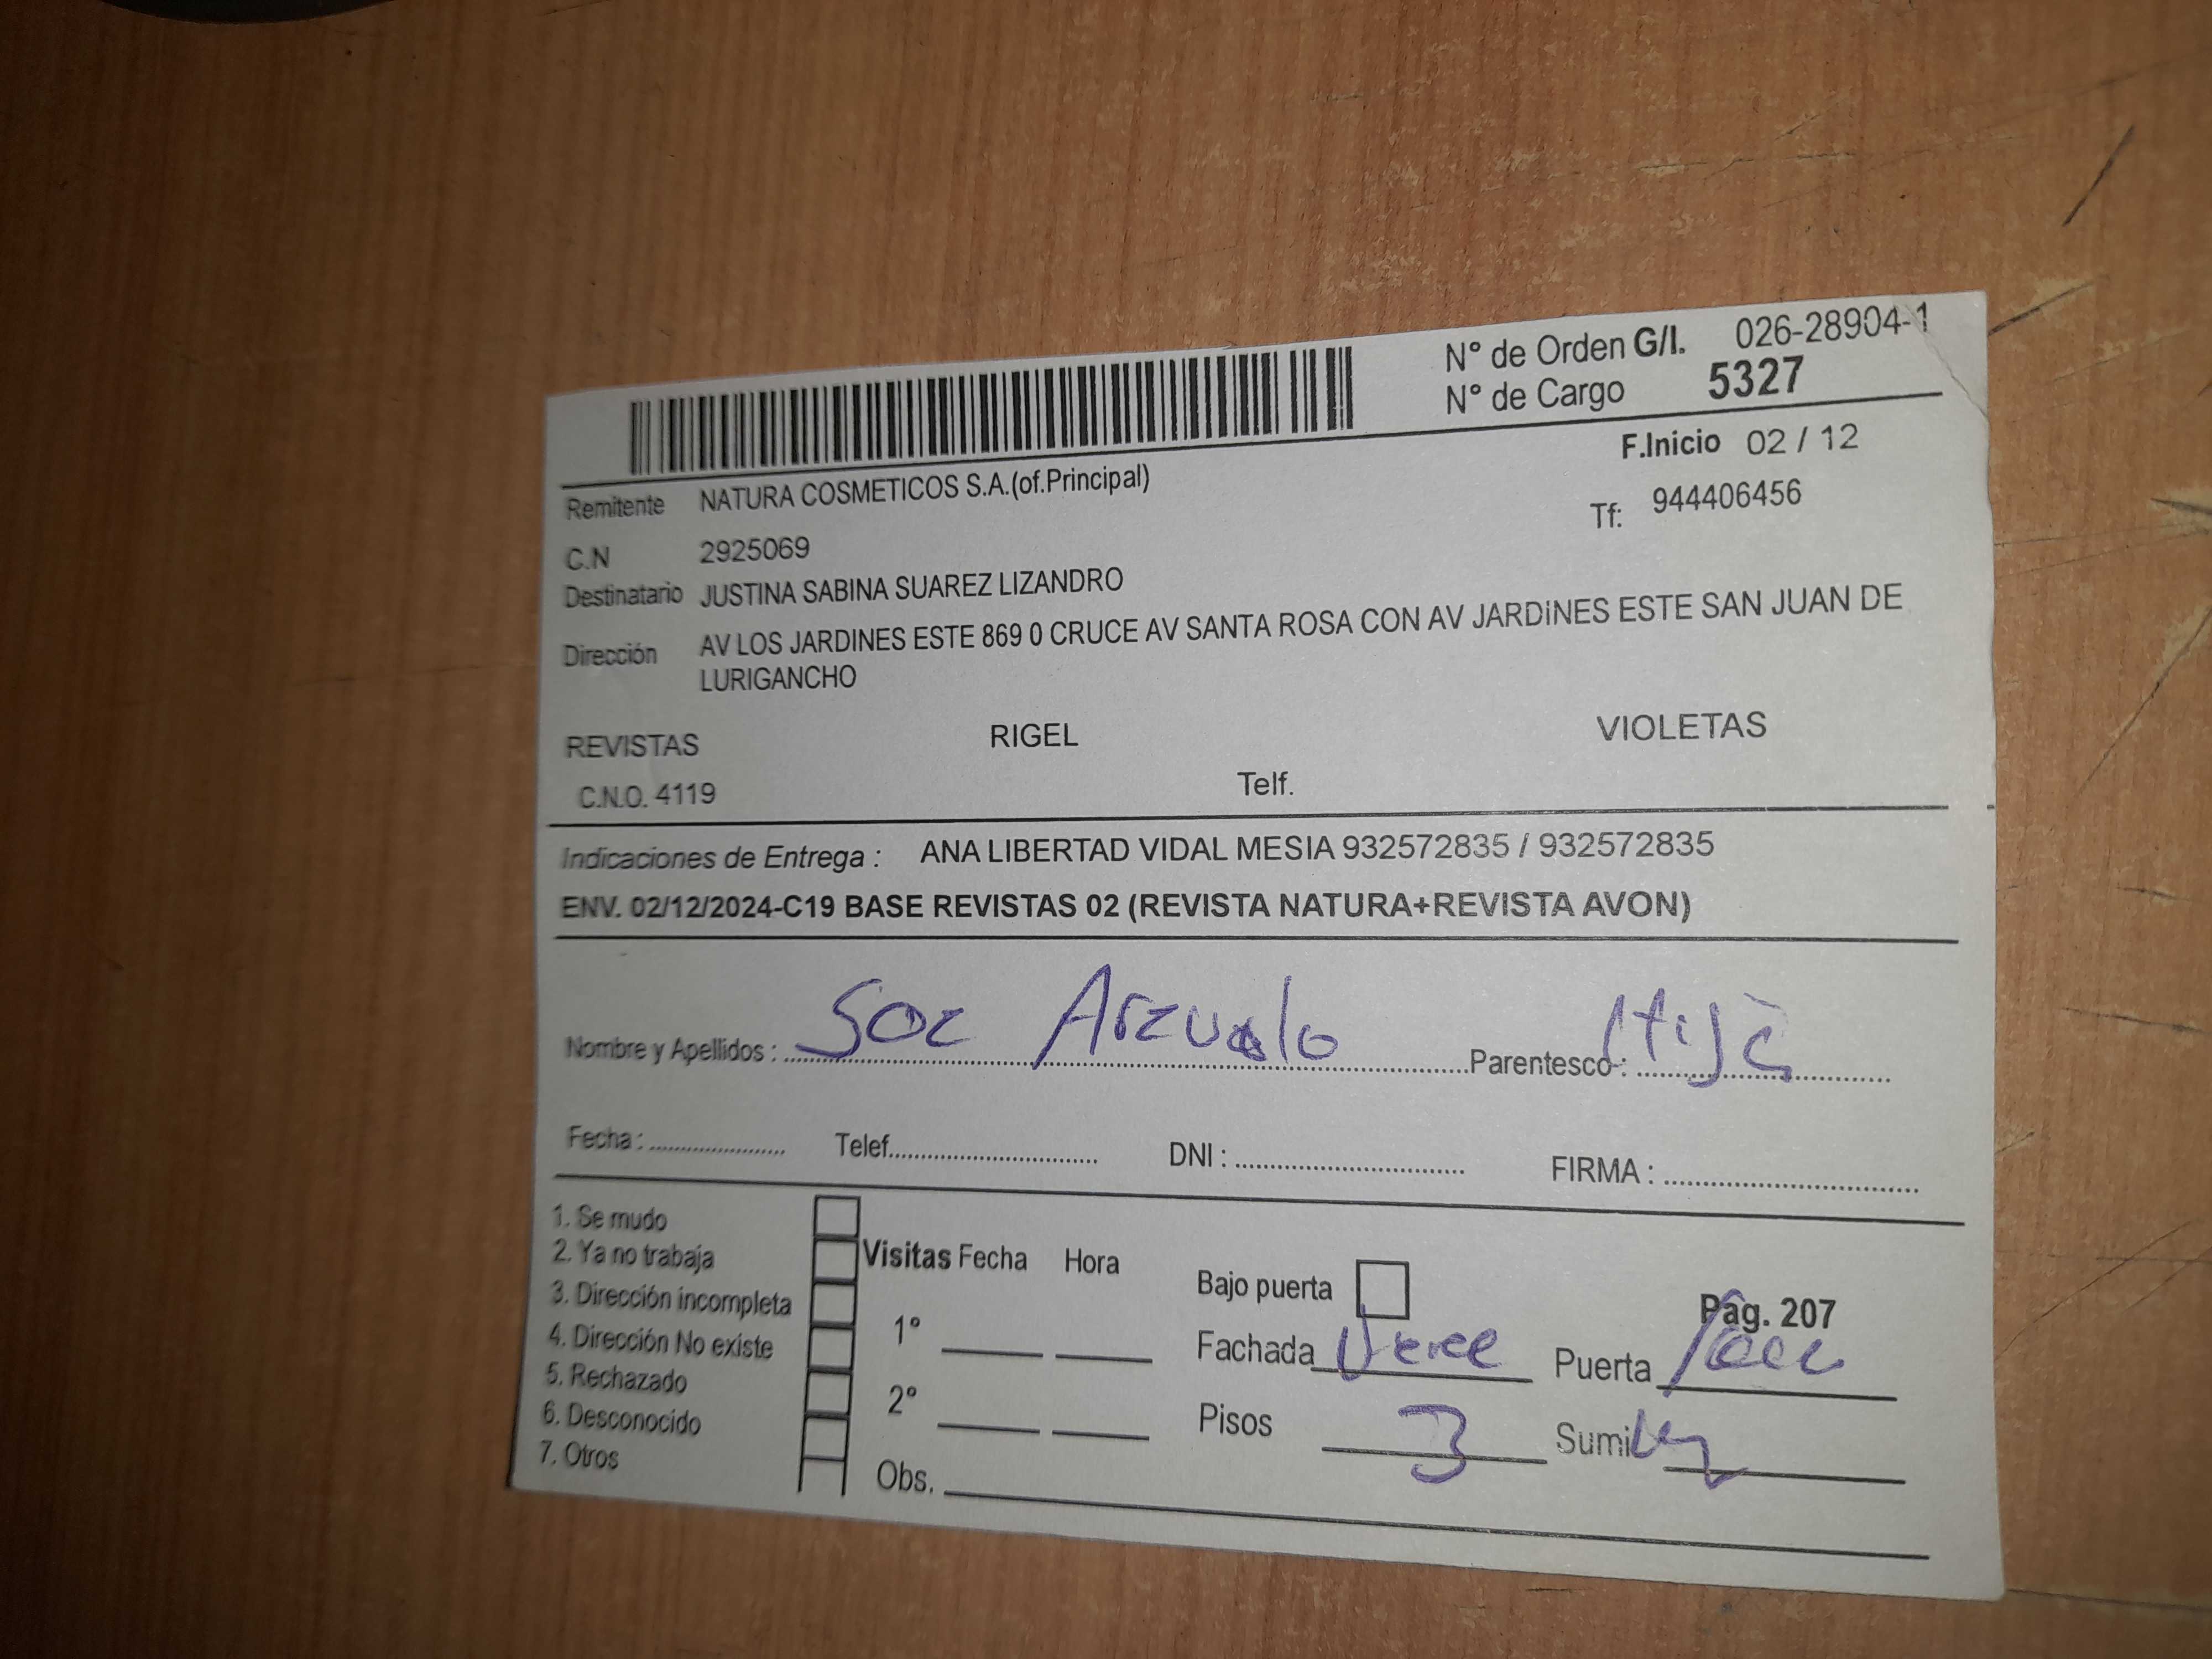 N° de Orden G/I. 026-28904-1
N° de Cargo 5327
F.Inicio 02 / 12
Remitente NATURA COSMETICOS S.A.(of.Principal)
Tf: 944406456
C.N 2925069
Destinatario JUSTINA SABINA SUAREZ LIZANDRO
Dirección AV LOS JARDINES ESTE 869 0 CRUCE AV SANTA ROSA CON AV JARDiNES ESTE SAN JUAN DE
LURIGANCHO
REVISTAS RIGEL VIOLETAS
C.N.O. 4119 Telf.
Indicaciones de Entrega : ANA LIBERTAD VIDAL MESIA 932572835 / 932572835
ENV. 02/12/2024-C19 BASE REVISTAS 02 (REVISTA NATURA+REVISTA AVON)
Nombre y Apellidos : Arevalo Parentesco : Hija
Fecha : Telef. DNI : FIRMA :
1. Se mudo
2. Ya no trabaja
3. Dirección incompleta
4. Dirección No existe
5. Rechazado
6. Desconocido
7. Otros
Visitas Fecha Hora
1°
2°
Obs.
Bajo puerta
Pag. 207
Fachada Puerta
Pisos 3 Sumi